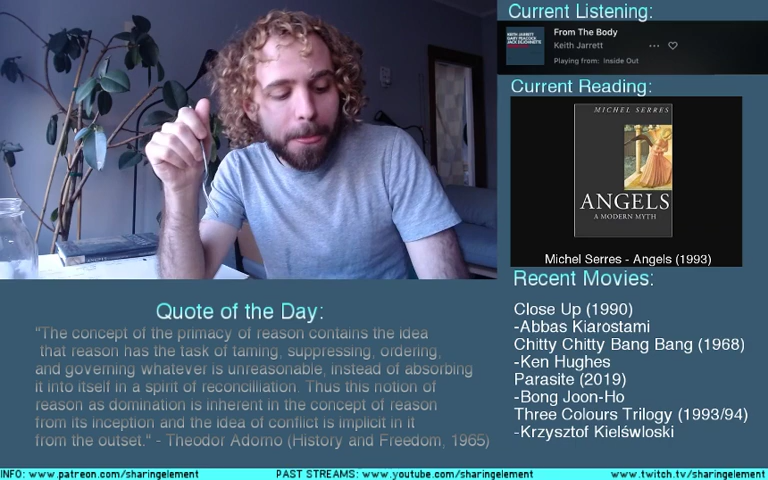 Current Listening:
From The Body
Keith Jarrett
Playing from: Inside Out
Current Reading:
MICHEL SERRES
ANGELS
A MODERN MYTH
Michel Serres - Angels (1993)
Recent Movies:
Close Up (1990)
-Abbas Kiarostami
Chitty Chitty Bang Bang (1968)
-Ken Hughes
Parasite (2019)
-Bong Joon-Ho
Three Colours Trilogy (1993/94)
-Krzysztof Kielśwloski
Quote of the Day:
"The concept of the primacy of reason contains the idea
that reason has the task of taming, suppressing, ordering,
and governing whatever is unreasonable, instead of absorbing
it into itself in a spirit of reconcilliation. Thus this notion of
reason as domination is inherent in the concept of reason
from its inception and the idea of conflict is implicit in it
from the outset." - Theodor Adorno (History and Freedom, 1965)
INFO: www.patreon.com/sharingelement
PAST STREAMS: www.youtube.com/sharingelement
www.twitch.tv/sharingelement